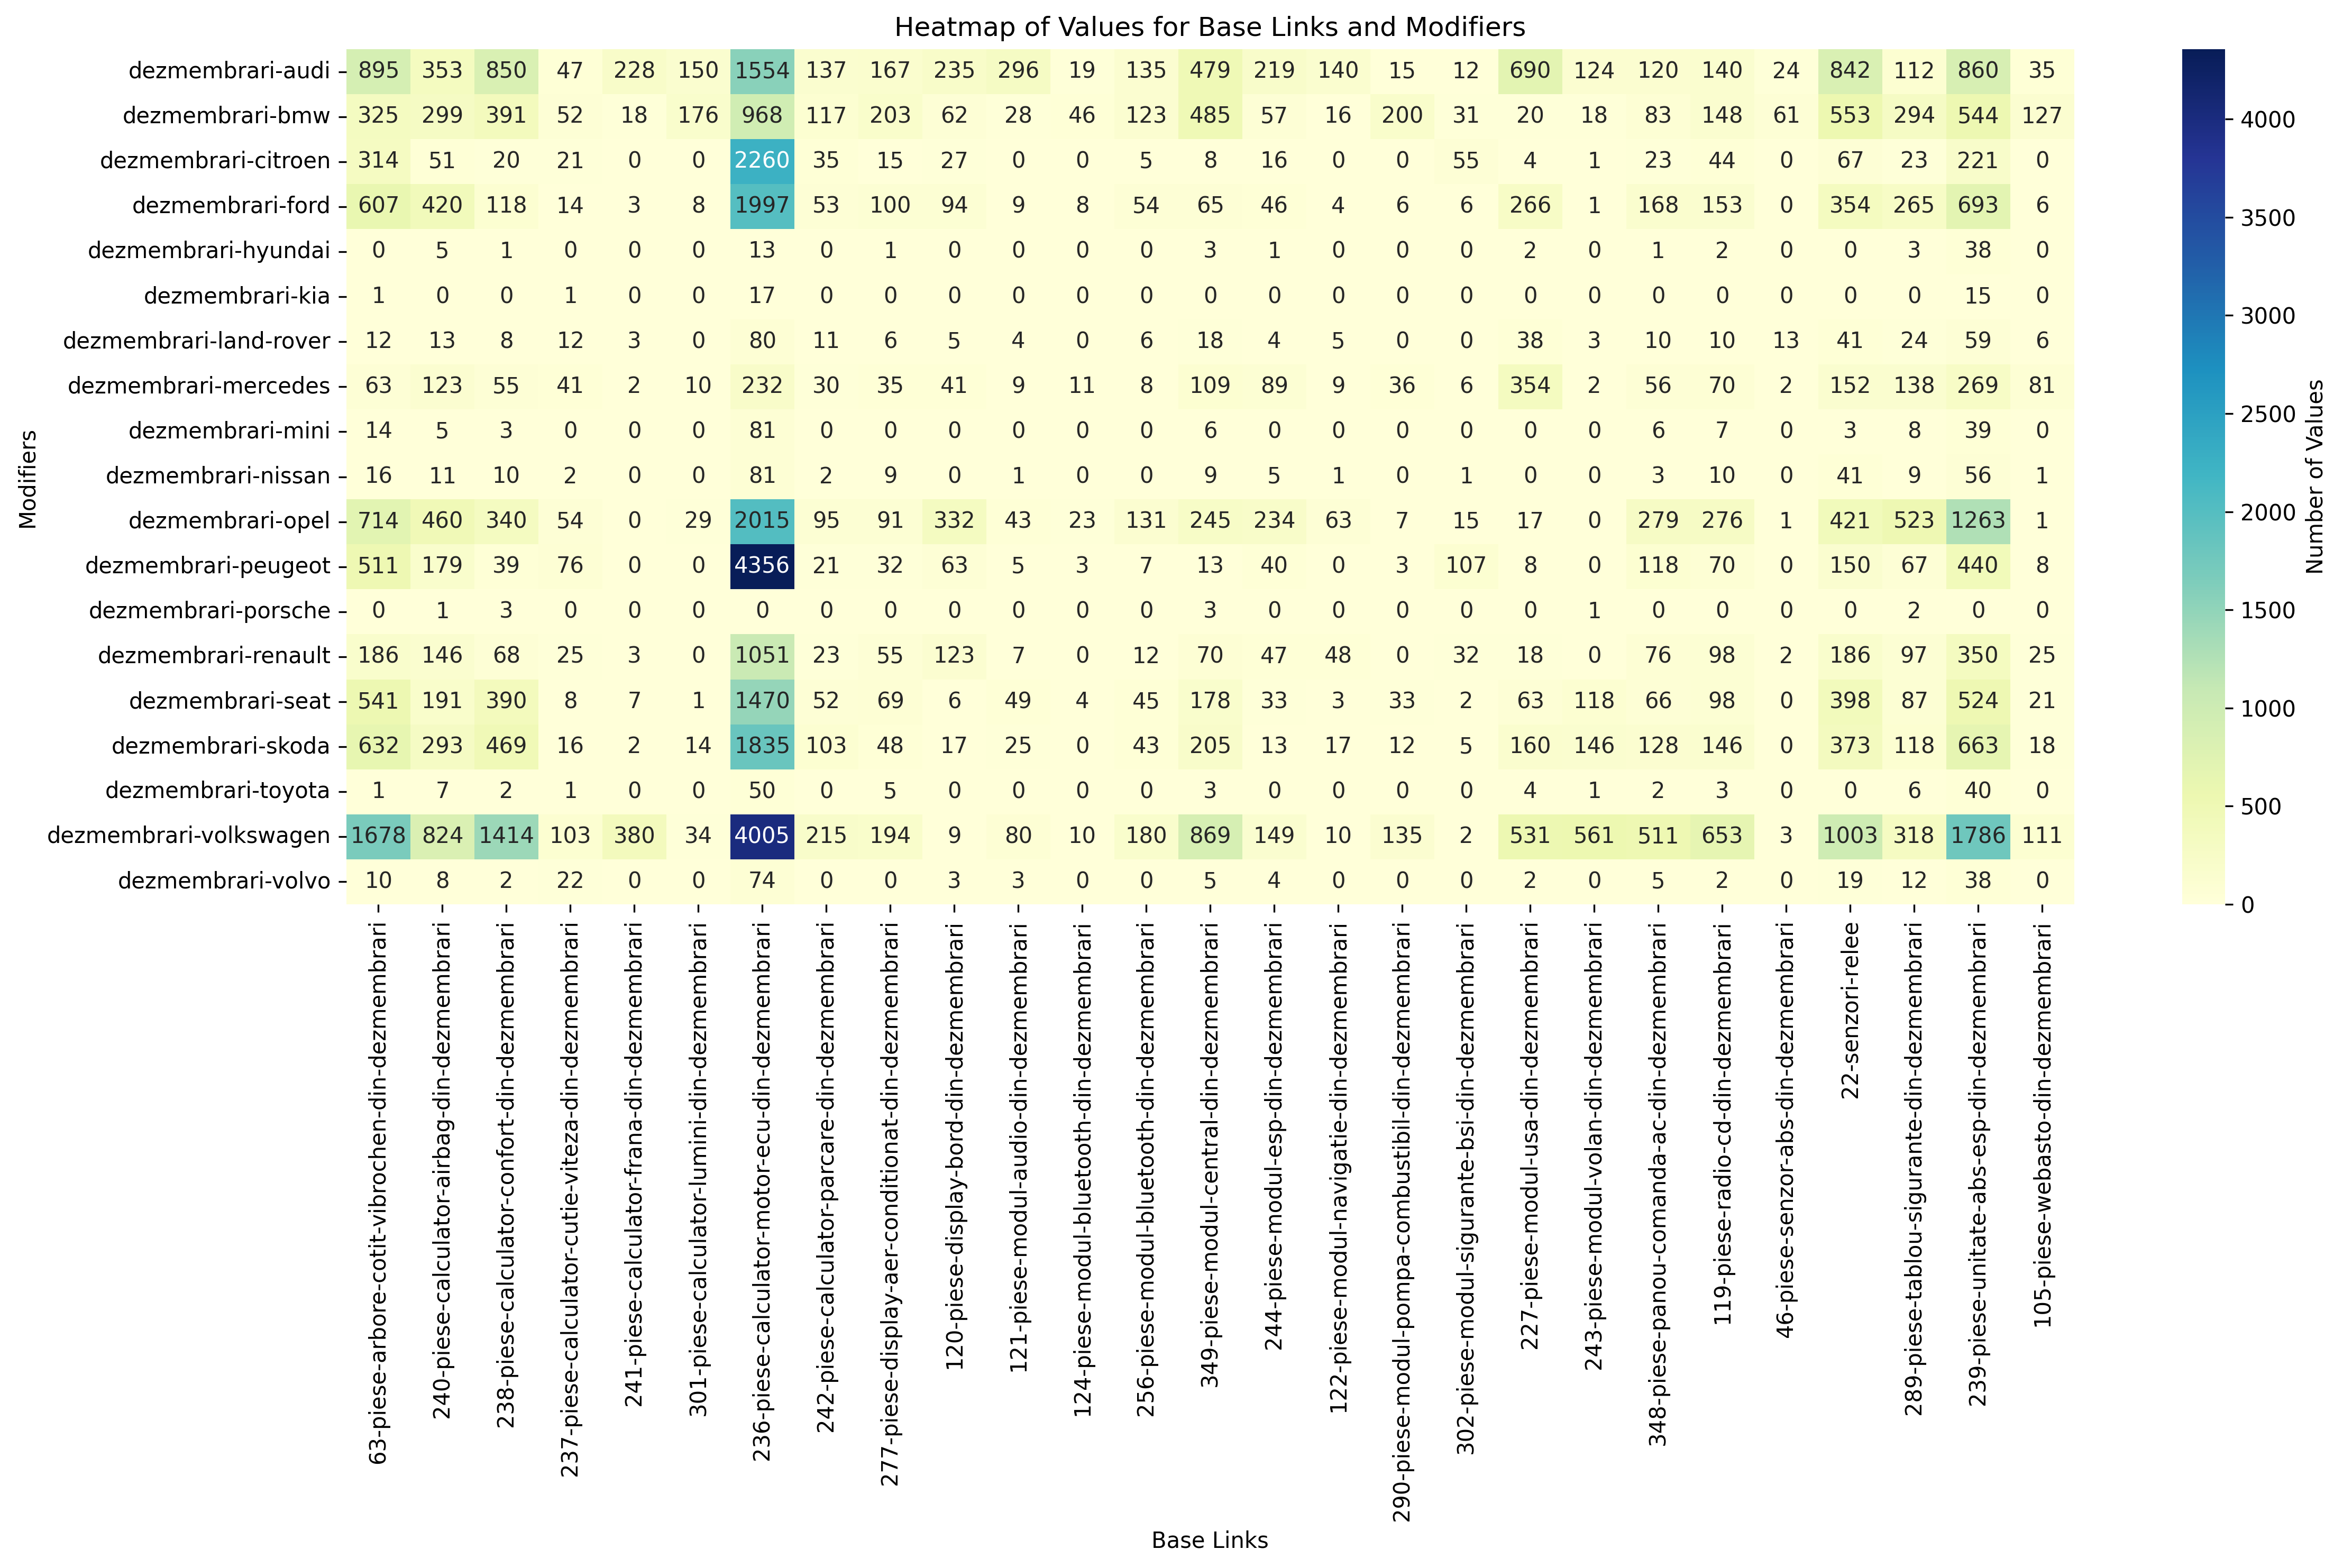 Heatmap of Values for Base Links and Modifiers
dezmembrari-audi 895 353 850 47 228 150 1554 137 167 235 296 19 135 479 219 140 15 12 690 124 120 140 24 842 112 860 35
dezmembrari-bmw 325 299 391 52 18 176 968 117 203 62 28 46 123 485 57 16 200 31 20 18 83 148 61 553 294 544 127
dezmembrari-citroen 314 51 20 21 0 0 2260 35 15 27 0 0 5 8 16 0 0 55 4 1 23 44 0 67 23 221 0
dezmembrari-ford 607 420 118 14 3 8 1997 53 100 94 9 8 54 65 46 4 6 6 266 1 168 153 0 354 265 693 6
dezmembrari-hyundai 0 5 1 0 0 0 13 0 1 0 0 0 0 3 1 0 0 0 2 0 1 2 0 0 3 38 0
dezmembrari-kia 1 0 0 1 0 0 17 0 0 0 0 0 0 0 0 0 0 0 0 0 0 0 0 0 0 15 0
dezmembrari-land-rover 12 13 8 12 3 0 80 11 6 5 4 0 6 18 4 5 0 0 38 3 10 10 13 41 24 59 6
dezmembrari-mercedes 63 123 55 41 2 10 232 30 35 41 9 11 8 109 89 9 36 6 354 2 56 70 2 152 138 269 81
dezmembrari-mini 14 5 3 0 0 0 81 0 0 0 0 0 0 6 0 0 0 0 0 0 6 7 0 3 8 39 0
dezmembrari-nissan 16 11 10 2 0 0 81 2 9 0 1 0 0 9 5 1 0 1 0 0 3 10 0 41 9 56 1
dezmembrari-opel 714 460 340 54 0 29 2015 95 91 332 43 23 131 245 234 63 7 15 17 0 279 276 1 421 523 1263 1
dezmembrari-peugeot 511 179 39 76 0 0 4356 21 32 63 5 3 7 13 40 0 3 107 8 0 118 70 0 150 67 440 8
dezmembrari-porsche 0 1 3 0 0 0 0 0 0 0 0 0 0 3 0 0 0 0 0 1 0 0 0 0 2 0 0
dezmembrari-renault 186 146 68 25 3 0 1051 23 55 123 7 0 12 70 47 48 0 32 18 0 76 98 2 186 97 350 25
dezmembrari-seat 541 191 390 8 7 1 1470 52 69 6 49 4 45 178 33 3 33 2 63 118 66 98 0 398 87 524 21
dezmembrari-skoda 632 293 469 16 2 14 1835 103 48 17 25 0 43 205 13 17 12 5 160 146 128 146 0 373 118 663 18
dezmembrari-toyota 1 7 2 1 0 0 50 0 5 0 0 0 0 3 0 0 0 0 4 1 2 3 0 0 6 40 0
dezmembrari-volkswagen 1678 824 1414 103 380 34 4005 215 194 9 80 10 180 869 149 10 135 2 531 561 511 653 3 1003 318 1786 111
dezmembrari-volvo 10 8 2 22 0 0 74 0 0 3 3 0 0 5 4 0 0 0 2 0 5 2 0 19 12 38 0
Modifiers
63-piese-arbore-cotit-vibrochen-din-dezmembrari
240-piese-calculator-airbag-din-dezmembrari
238-piese-calculator-confort-din-dezmembrari
237-piese-calculator-cutie-viteza-din-dezmembrari
241-piese-calculator-frana-din-dezmembrari
301-piese-calculator-lumini-din-dezmembrari
236-piese-calculator-motor-ecu-din-dezmembrari
242-piese-calculator-parcare-din-dezmembrari
277-piese-display-aer-conditionat-din-dezmembrari
120-piese-display-bord-din-dezmembrari
121-piese-modul-audio-din-dezmembrari
124-piese-modul-bluetooth-din-dezmembrari
256-piese-modul-bluetooth-din-dezmembrari
349-piese-modul-central-din-dezmembrari
244-piese-modul-esp-din-dezmembrari
122-piese-modul-navigatie-din-dezmembrari
290-piese-modul-pompa-combustibil-din-dezmembrari
302-piese-modul-sigurante-bsi-din-dezmembrari
227-piese-modul-usa-din-dezmembrari
243-piese-modul-volan-din-dezmembrari
348-piese-panou-comanda-ac-din-dezmembrari
119-piese-radio-cd-din-dezmembrari
46-piese-senzor-abs-din-dezmembrari
22-senzori-relee
289-piese-tablou-sigurante-din-dezmembrari
239-piese-unitate-abs-esp-din-dezmembrari
105-piese-webasto-din-dezmembrari
Base Links
4000
3500
3000
2500
2000
1500
1000
500
0
Number of Values